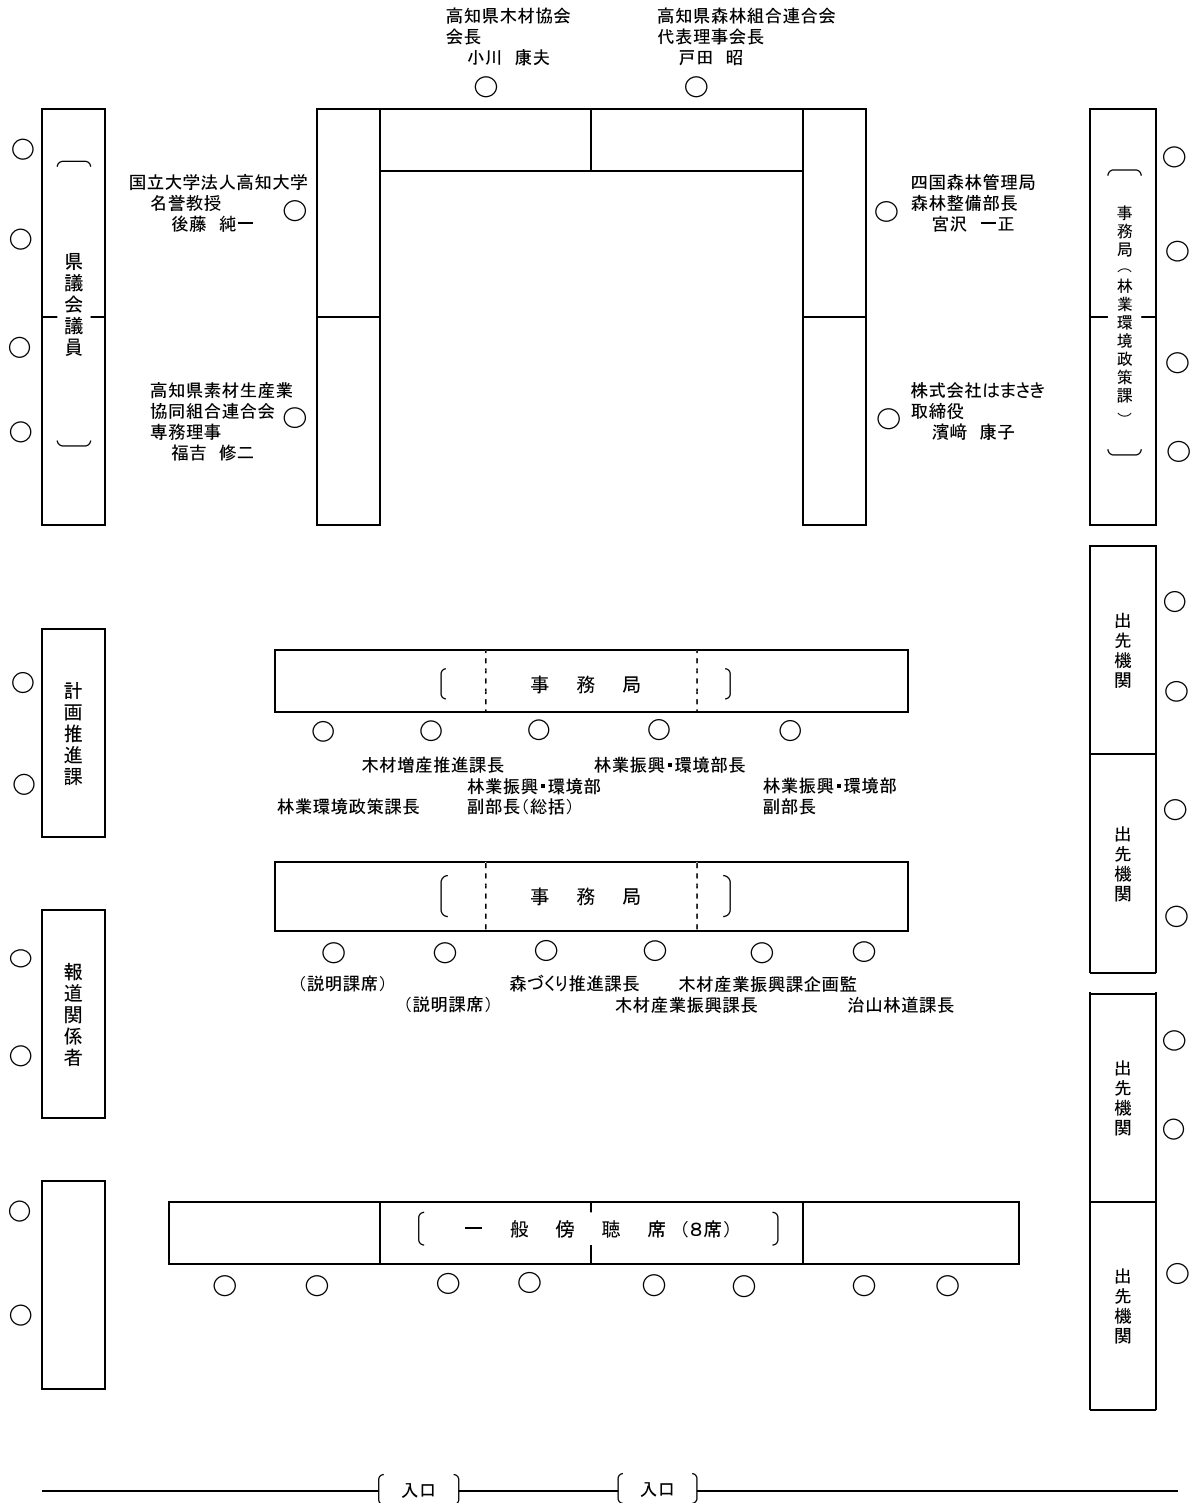 高知県木材協会
会長
小川　康夫
高知県森林組合連合会
代表理事会長
戸田　昭
国立大学法人高知大学
名誉教授
後藤　純一
四国森林管理局
森林整備部長
宮沢　一正
県議会議員
事務局（林業環境政策課）
高知県素材生産業
協同組合連合会
専務理事
福吉　修二
株式会社はまさき
取締役
濵﨑　康子
出先機関
計画推進課
事　務　局
木材増産推進課長
林業振興・環境部長
林業環境政策課長
林業振興・環境部
副部長（総括）
林業振興・環境部
副部長
出先機関
事　務　局
報道関係者
（説明課席）
（説明課席）
森づくり推進課長
木材産業振興課長
木材産業振興課企画監
治山林道課長
出先機関
一　般　傍　聴　席（8席）
出先機関
入口
入口